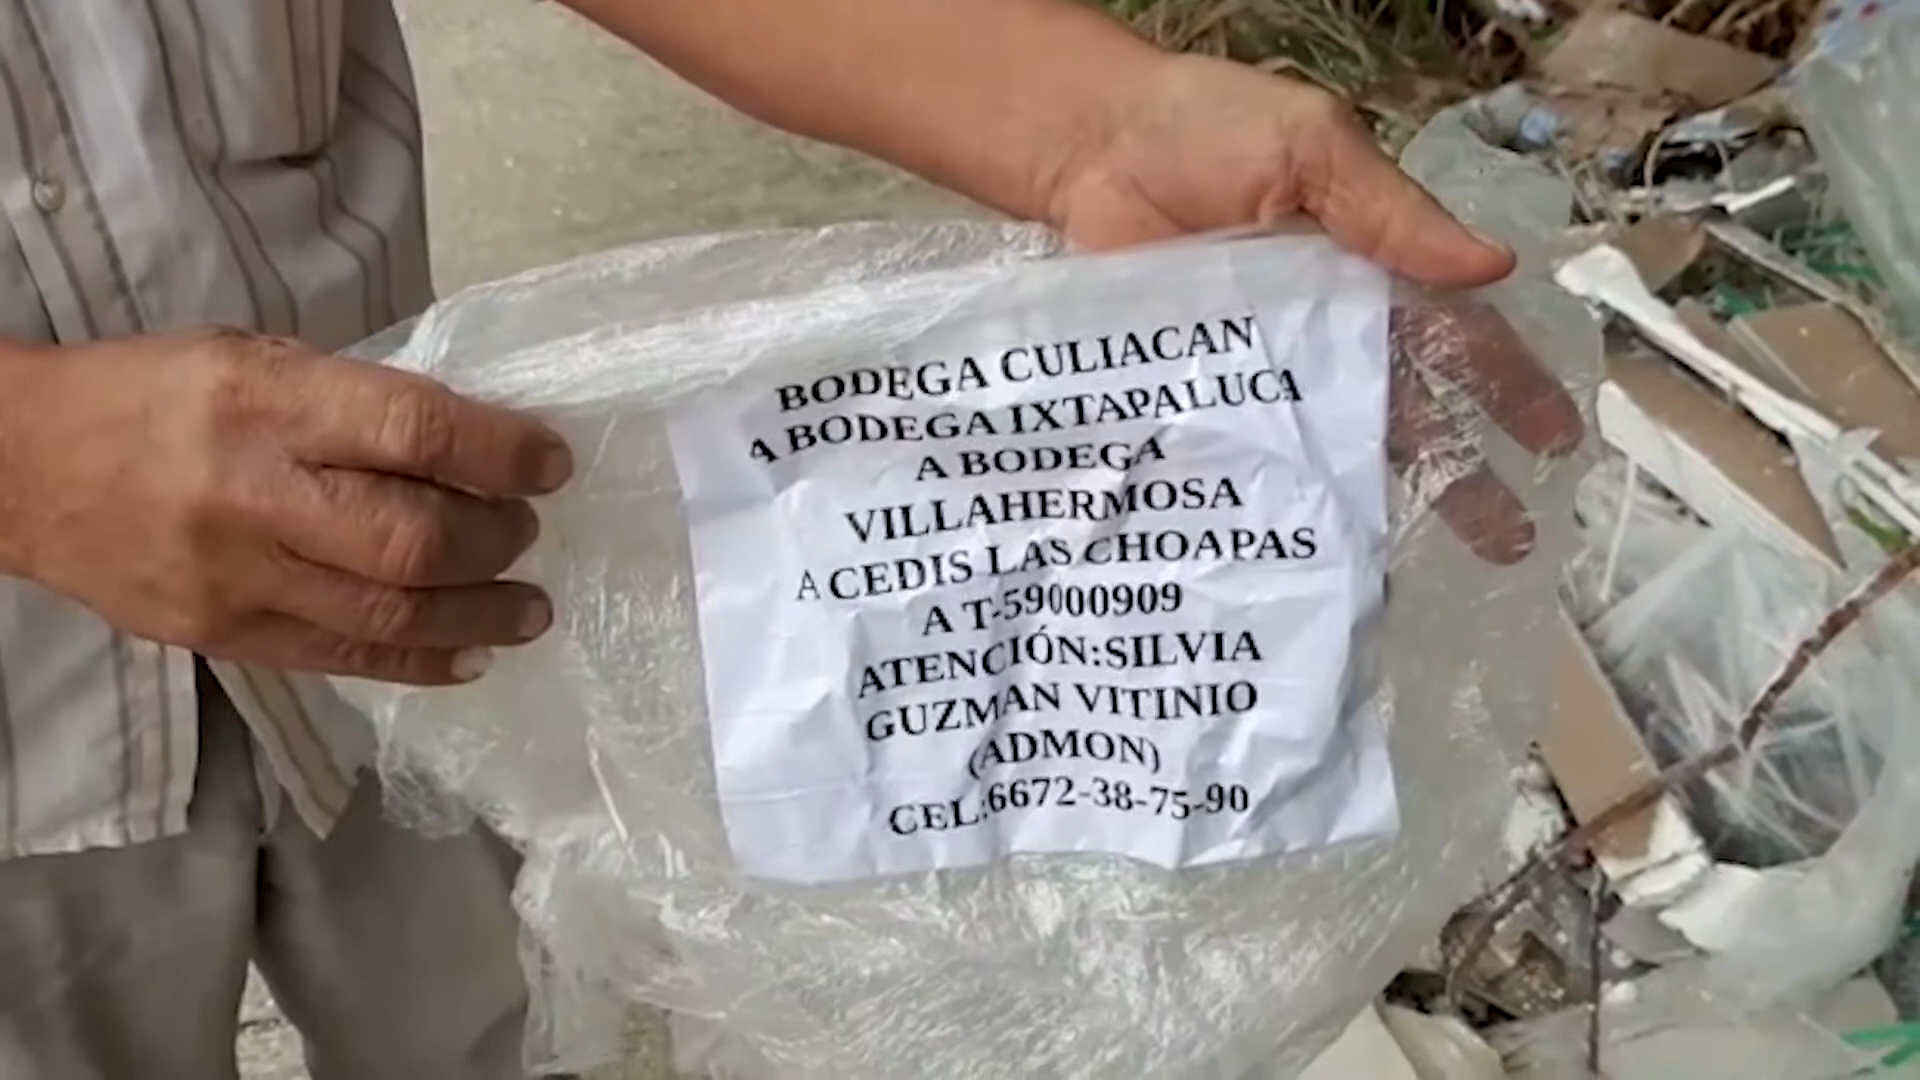 BODEGA CULIACAN
A BODEGA IXTAPALUCA
A BODEGA
VILLAHERMOSA
A CEDIS LAS CHOAPAS
A T-59000909
ATENCIÓN:SILVIA
GUZMAN VITINIO
(ADMON)
CEL:6672-38-75-90